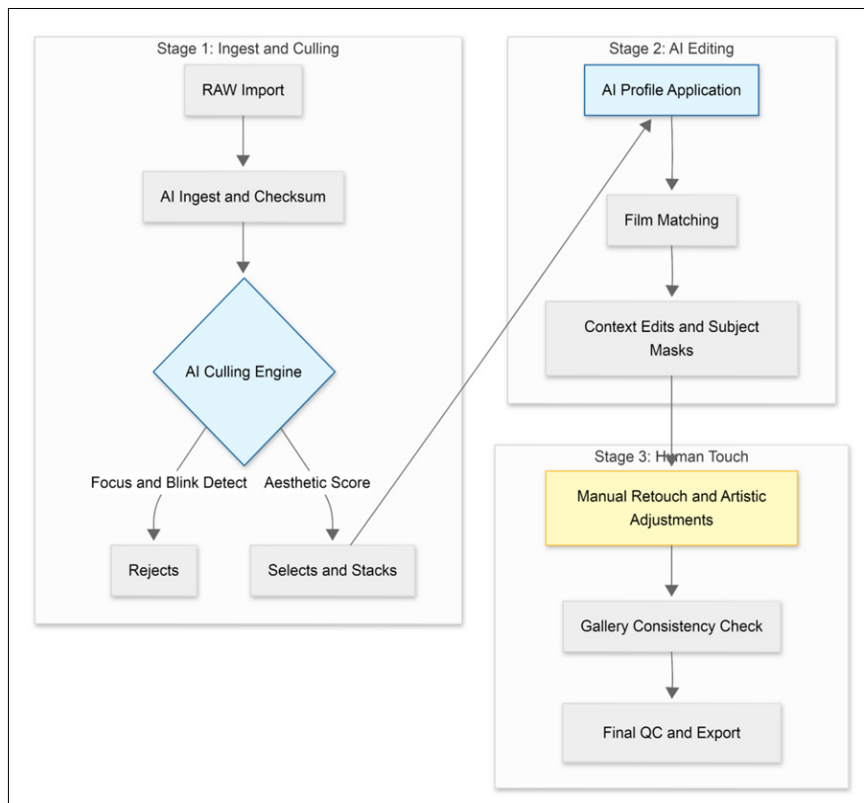 Stage 1: Ingest and Culling
RAW Import
AI Ingest and Checksum
AI Culling Engine
Focus and Blink Detect
Aesthetic Score
Rejects
Selects and Stacks
Stage 2: AI Editing
AI Profile Application
Film Matching
Context Edits and Subject
Masks
Stage 3: Human Touch
Manual Retouch and Artistic
Adjustments
Gallery Consistency Check
Final QC and Export